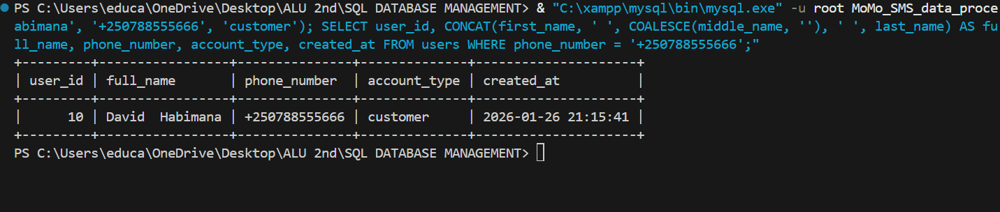 PS C:\Users\educa\OneDrive\Desktop\ALU 2nd\SQL DATABASE MANAGEMENT> & "C:\xampp\mysql\bin\mysql.exe" -u root MoMo_SMS_data_proce
abimana', '+250788555666', 'customer'); SELECT user_id, CONCAT(first_name, ' ', COALESCE(middle_name, ''), ' ', last_name) AS fu
ll_name, phone_number, account_type, created_at FROM users WHERE phone_number = '+250788555666';"
+---------+-----------------+---------------+--------------+---------------------+
| user_id | full_name       | phone_number  | account_type | created_at          |
+---------+-----------------+---------------+--------------+---------------------+
|      10 | David  Habimana | +250788555666 | customer     | 2026-01-26 21:15:41 |
+---------+-----------------+---------------+--------------+---------------------+
PS C:\Users\educa\OneDrive\Desktop\ALU 2nd\SQL DATABASE MANAGEMENT>